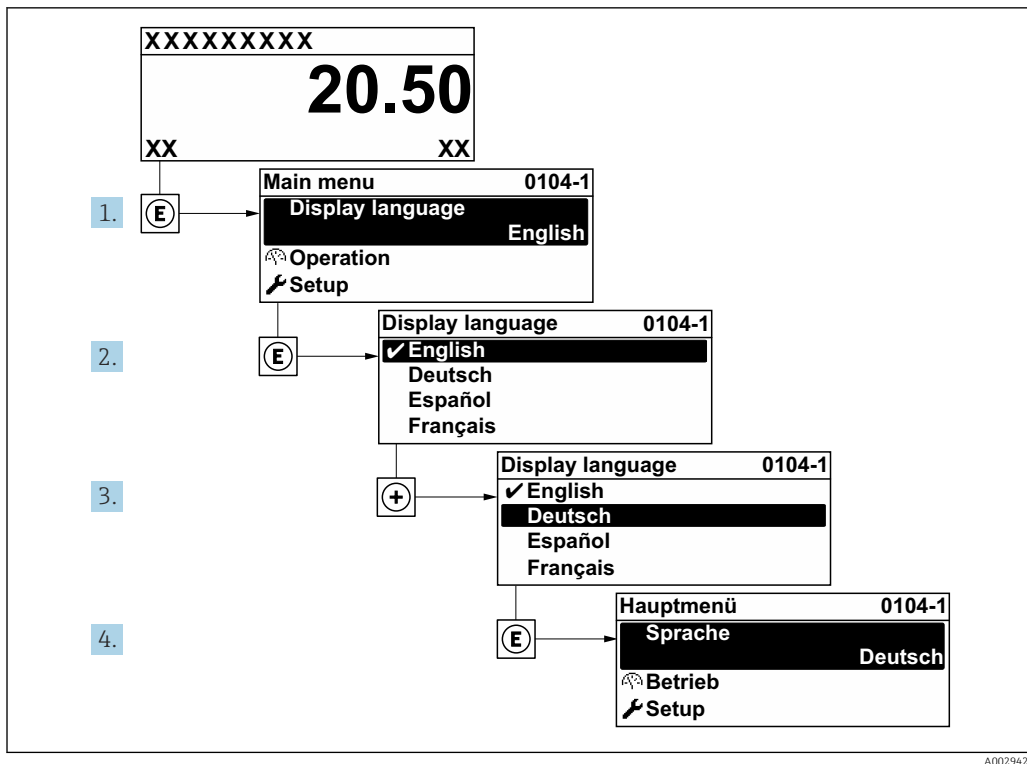 XXXXXXXXX
20.50
XX XX
1.
E
Main menu 0104-1
Display language
English
Operation
Setup
2.
E
Display language 0104-1
✔ English
Deutsch
Español
Français
3.
+
Display language 0104-1
✔ English
Deutsch
Español
Français
4.
E
Hauptmenü 0104-1
Sprache
Deutsch
Betrieb
Setup
A002942